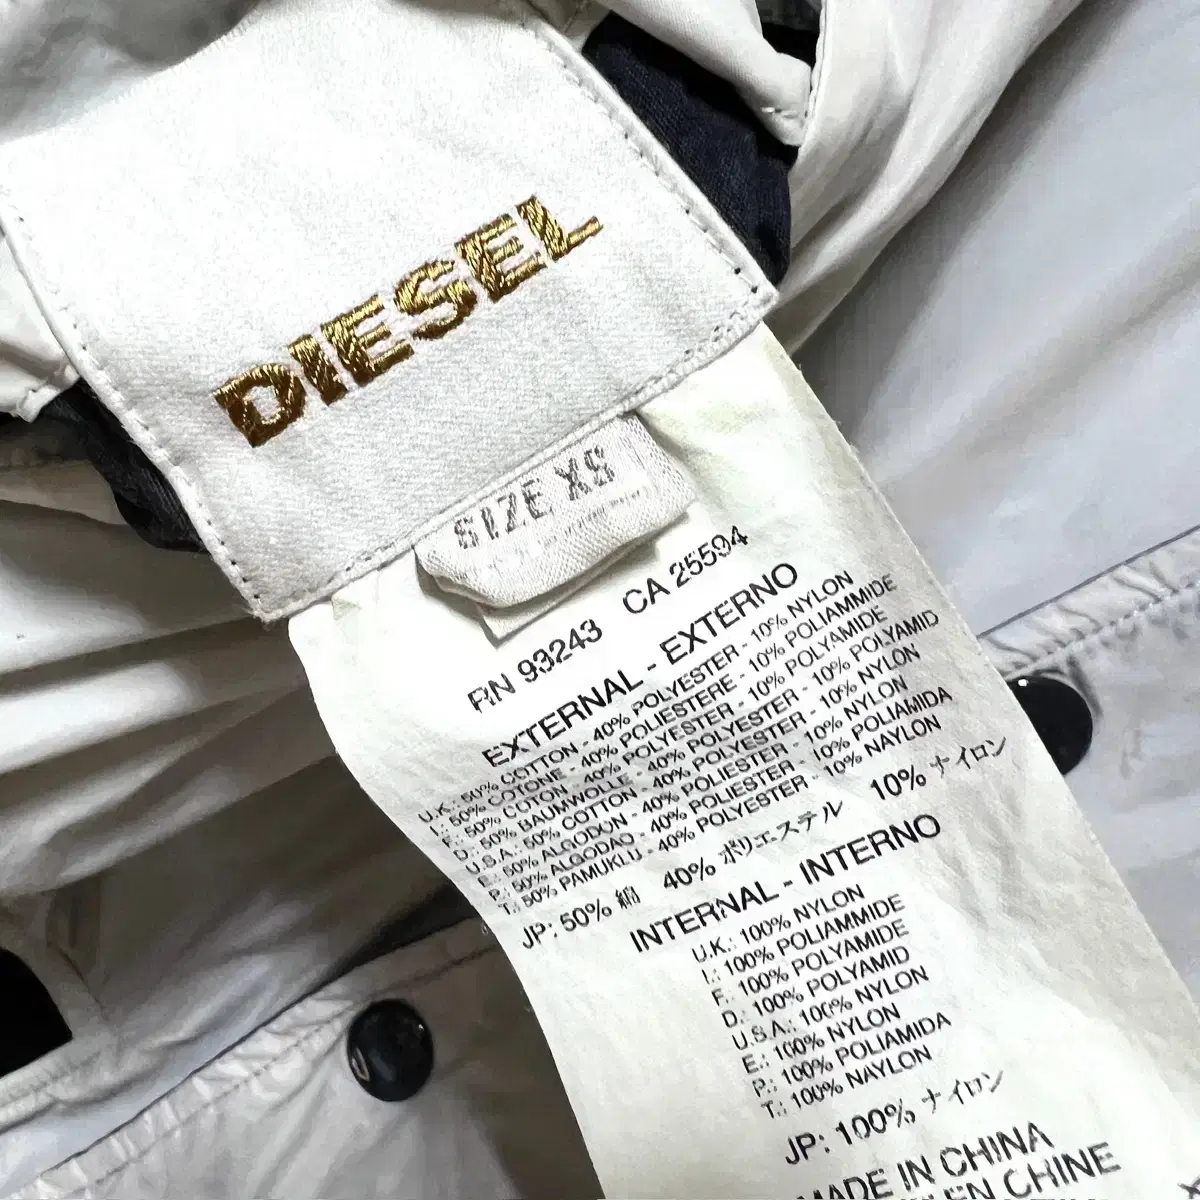 DIESEL
SIZE XS
RN 93243 CA 25594
EXTERNAL - EXTERNO
U.K.: 50% COTTON - 40% POLYESTER - 10% NYLON
I.: 50% COTONE - 40% POLIESTERE - 10% POLIAMMIDE
F.: 50% COTON - 40% POLYESTER - 10% POLYAMIDE
D.: 50% BAUMWOLLE - 40% POLYESTER - 10% POLYAMID
U.S.A.: 50% COTTON - 40% POLYESTER - 10% NYLON
E.: 50% ALGODON - 40% POLIESTER - 10% NYLON
P.: 50% ALGODAO - 40% POLIESTER - 10% POLIAMIDA
T.: 50% PAMUKLU - 40% POLYESTER - 10% NAYLON
JP: 50% 綿 40% ポリエステル 10% ナイロン
INTERNAL - INTERNO
U.K.: 100% NYLON
I.: 100% POLIAMMIDE
F.: 100% POLYAMIDE
D.: 100% POLYAMID
U.S.A.: 100% NYLON
E.: 100% NYLON
P.: 100% POLIAMIDA
T.: 100% NAYLON
JP: 100% ナイロン
MADE IN CHINA
EN CHINE